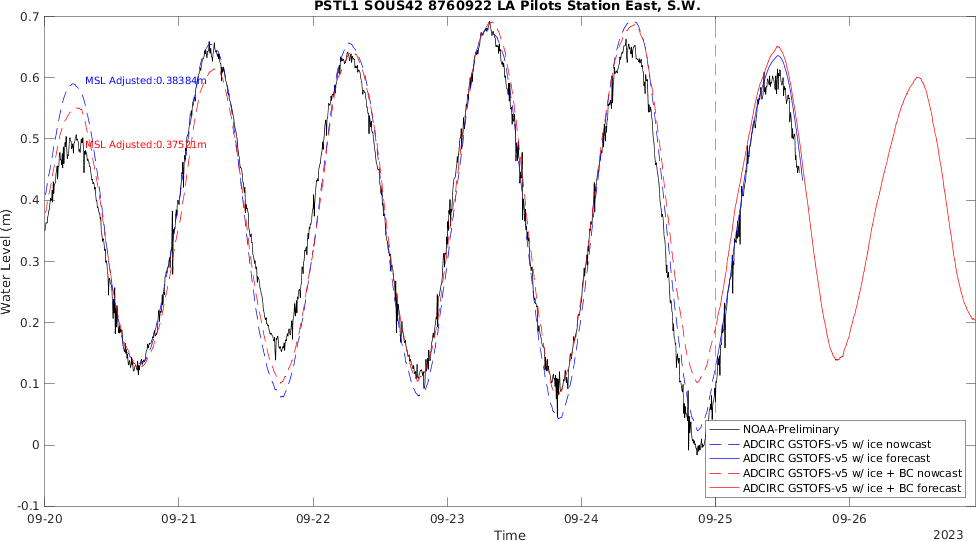 PSTL1 SOUS42 8760922 LA Pilots Station East, S.W.
0.7
0.6
0.5
0.4
0.3
0.2
0.1
0
-0.1
Water Level (m)
MSL Adjusted:0.38384m
MSL Adjusted:0.37521m
NOAA-Preliminary
ADCIRC GSTOFS-v5 w/ ice nowcast
ADCIRC GSTOFS-v5 w/ ice forecast
ADCIRC GSTOFS-v5 w/ ice + BC nowcast
ADCIRC GSTOFS-v5 w/ ice + BC forecast
09-20 09-21 09-22 09-23 09-24 09-25 09-26
Time
2023